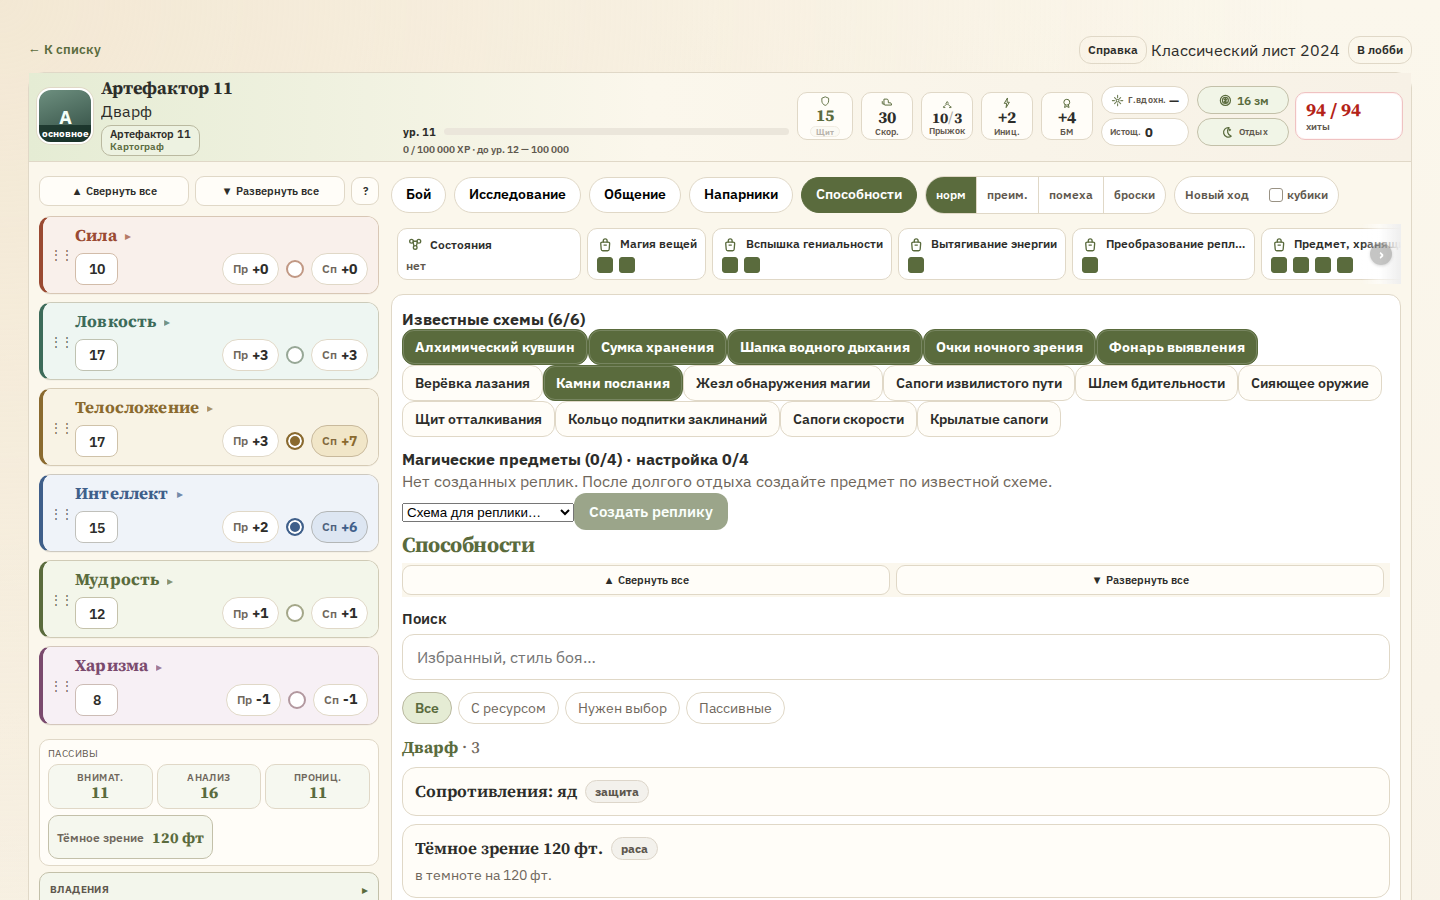 ← К списку
Справка Классический лист 2024 В лобби
А
основное
Артефактор 11
Дварф
Артефактор 11
Картограф
ур. 11
0 / 100 000 XP · до ур. 12 — 100 000
15
Щит
30
Скор.
10/3
Прыжок
+2
Иниц.
+4
БМ
Г.вдохн. —
Истощ. 0
16 зм
Отдых
94 / 94
хиты
▲ Свернуть все ▼ Развернуть все ?
Сила ▸
10 Пр +0 Сп +0
Ловкость ▸
17 Пр +3 Сп +3
Телосложение ▸
17 Пр +3 Сп +7
Интеллект ▸
15 Пр +2 Сп +6
Мудрость ▸
12 Пр +1 Сп +1
Харизма ▸
8 Пр -1 Сп -1
ПАССИВЫ
ВНИМАТ. АНАЛИЗ ПРОНИЦ.
11 16 11
Тёмное зрение 120 фт
ВЛАДЕНИЯ ▸
Бой Исследование Общение Напарники Способности норм преим. помеха броски Новый ход кубики
Состояния
нет
Магия вещей
Вспышка гениальности
Вытягивание энергии
Преобразование репл...
Предмет, хранящ
›
Известные схемы (6/6)
Алхимический кувшин Сумка хранения Шапка водного дыхания Очки ночного зрения Фонарь выявления
Верёвка лазания Камни послания Жезл обнаружения магии Сапоги извилистого пути Шлем бдительности Сияющее оружие
Щит отталкивания Кольцо подпитки заклинаний Сапоги скорости Крылатые сапоги
Магические предметы (0/4) · настройка 0/4
Нет созданных реплик. После долгого отдыха создайте предмет по известной схеме.
Схема для реплики… Создать реплику
Способности
▲ Свернуть все ▼ Развернуть все
Поиск
Избранный, стиль боя…
Все С ресурсом Нужен выбор Пассивные
Дварф · 3
Сопротивления: яд защита
Тёмное зрение 120 фт. раса
в темноте на 120 фт.